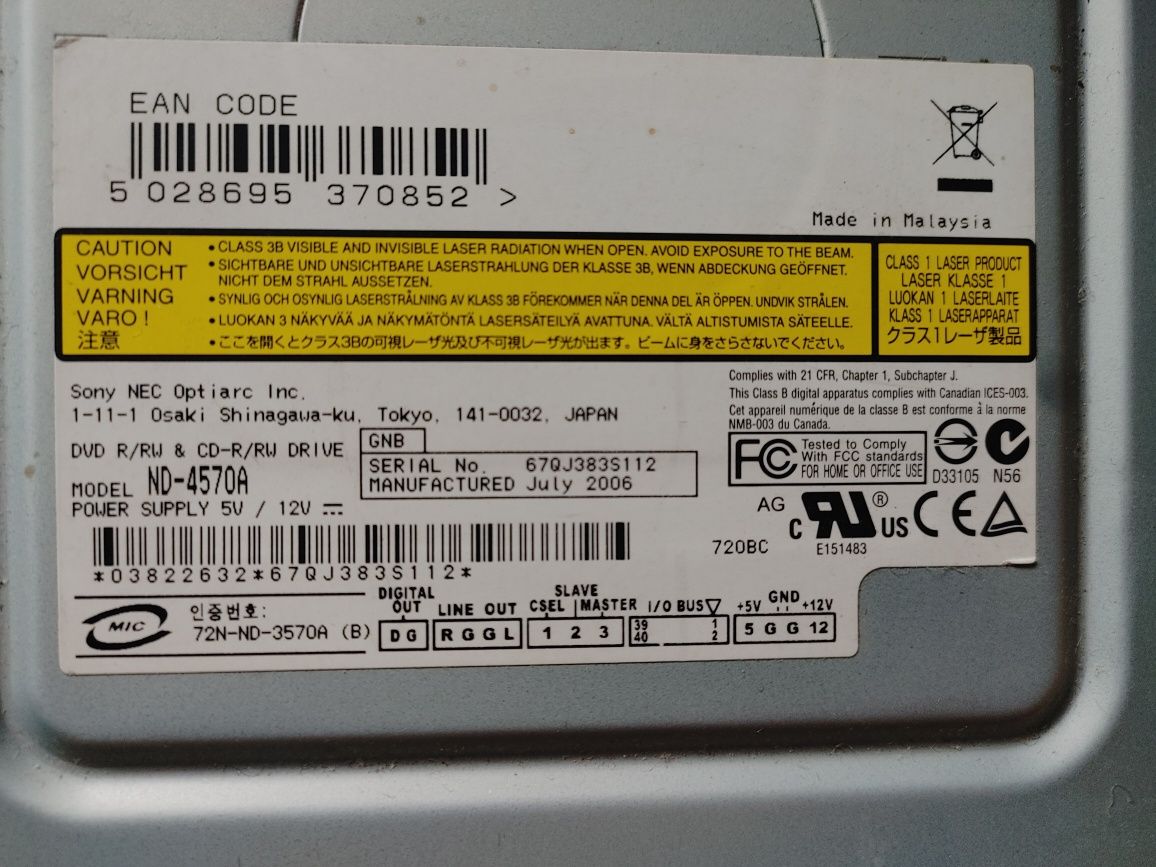 EAN CODE
5 028695 370852 >
Made in Malaysia
CAUTION
VORSICHT
VARNING
VARO !
注意
• CLASS 3B VISIBLE AND INVISIBLE LASER RADIATION WHEN OPEN. AVOID EXPOSURE TO THE BEAM.
• SICHTBARE UND UNSICHTBARE LASERSTRAHLUNG DER KLASSE 3B, WENN ABDECKUNG GEÖFFNET.
NICHT DEM STRAHL AUSSETZEN.
• SYNLIG OCH OSYNLIG LASERSTRÅLNING AV KLASS 3B FÖREKOMMER NÄR DENNA DEL ÄR ÖPPEN. UNDVIK STRÅLEN.
• LUOKAN 3 NÄKYVÄÄ JA NÄKYMÄTÖNTÄ LASERSÄTEILYÄ AVATTUNA. VÄLTÄ ALTISTUMISTA SÄTEELLE.
• ここを開くとクラス3Bの可視レーザ光及び不可視レーザ光が出ます。ビームに身をさらさないでください。
CLASS 1 LASER PRODUCT
LASER KLASSE 1
LUOKAN 1 LASERLAITE
KLASS 1 LASERAPPARAT
クラス1レーザ製品
Sony NEC Optiarc Inc.
1-11-1 Osaki Shinagawa-ku, Tokyo, 141-0032, JAPAN
DVD R/RW & CD-R/RW DRIVE
MODEL ND-4570A
POWER SUPPLY 5V / 12V
GNB
SERIAL No. 67QJ383S112
MANUFACTURED July 2006
Complies with 21 CFR, Chapter 1, Subchapter J.
This Class B digital apparatus complies with Canadian ICES-003.
Cet appareil numérique de la classe B est conforme à la norme
NMB-003 du Canada.
FC Tested to Comply
With FCC standards
FOR HOME OR OFFICE USE
D33105 N56
AG
C RU ® US CE
E151483
720BC
*03822632*67QJ383S112*
MIC
인증번호:
72N-ND-3570A (B)
DIGITAL
OUT
D G
LINE OUT
R G G L
SLAVE
CSEL | MASTER
1 2 3
I/O BUS
39 1
40 2
GND
+5V +12V
5 G G 12